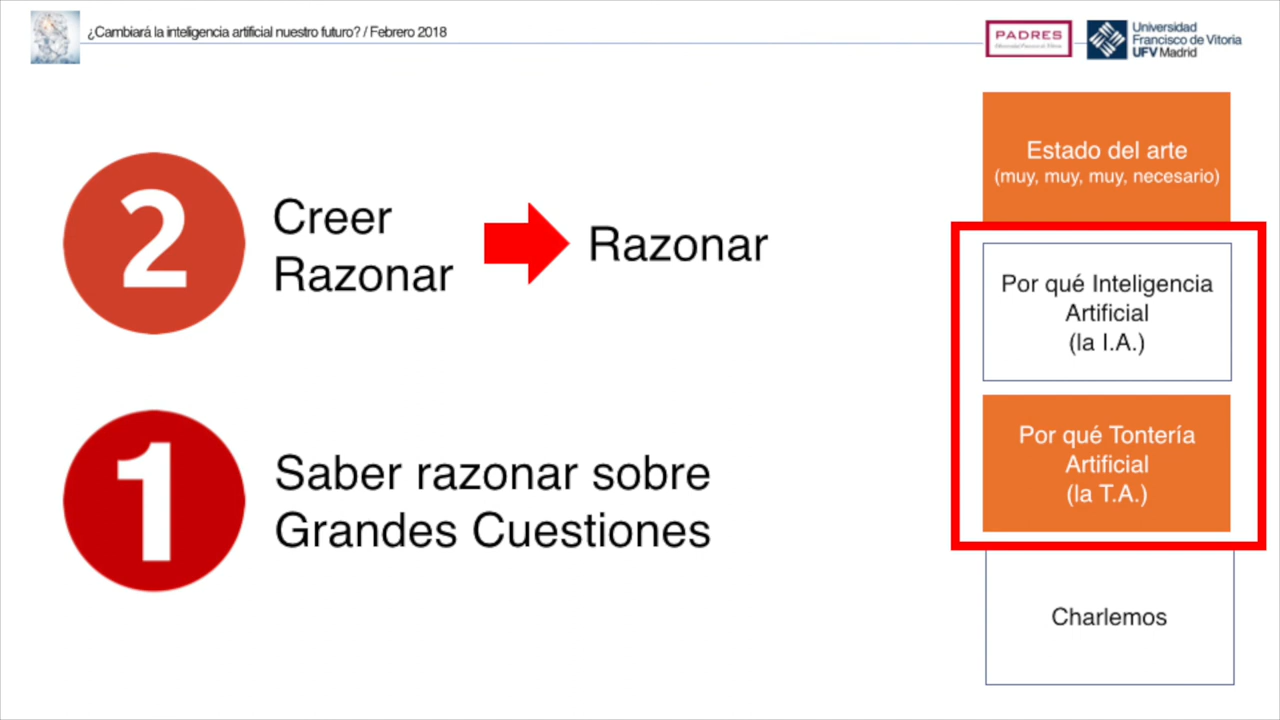 ¿Cambiará la inteligencia artificial nuestro futuro? / Febrero 2018
PADRES
Universidad
Francisco de Vitoria
UFV Madrid
2
Creer
Razonar
Razonar
1
Saber razonar sobre
Grandes Cuestiones
Estado del arte
(muy, muy, muy, necesario)
Por qué Inteligencia
Artificial
(la I.A.)
Por qué Tontería
Artificial
(la T.A.)
Charlemos